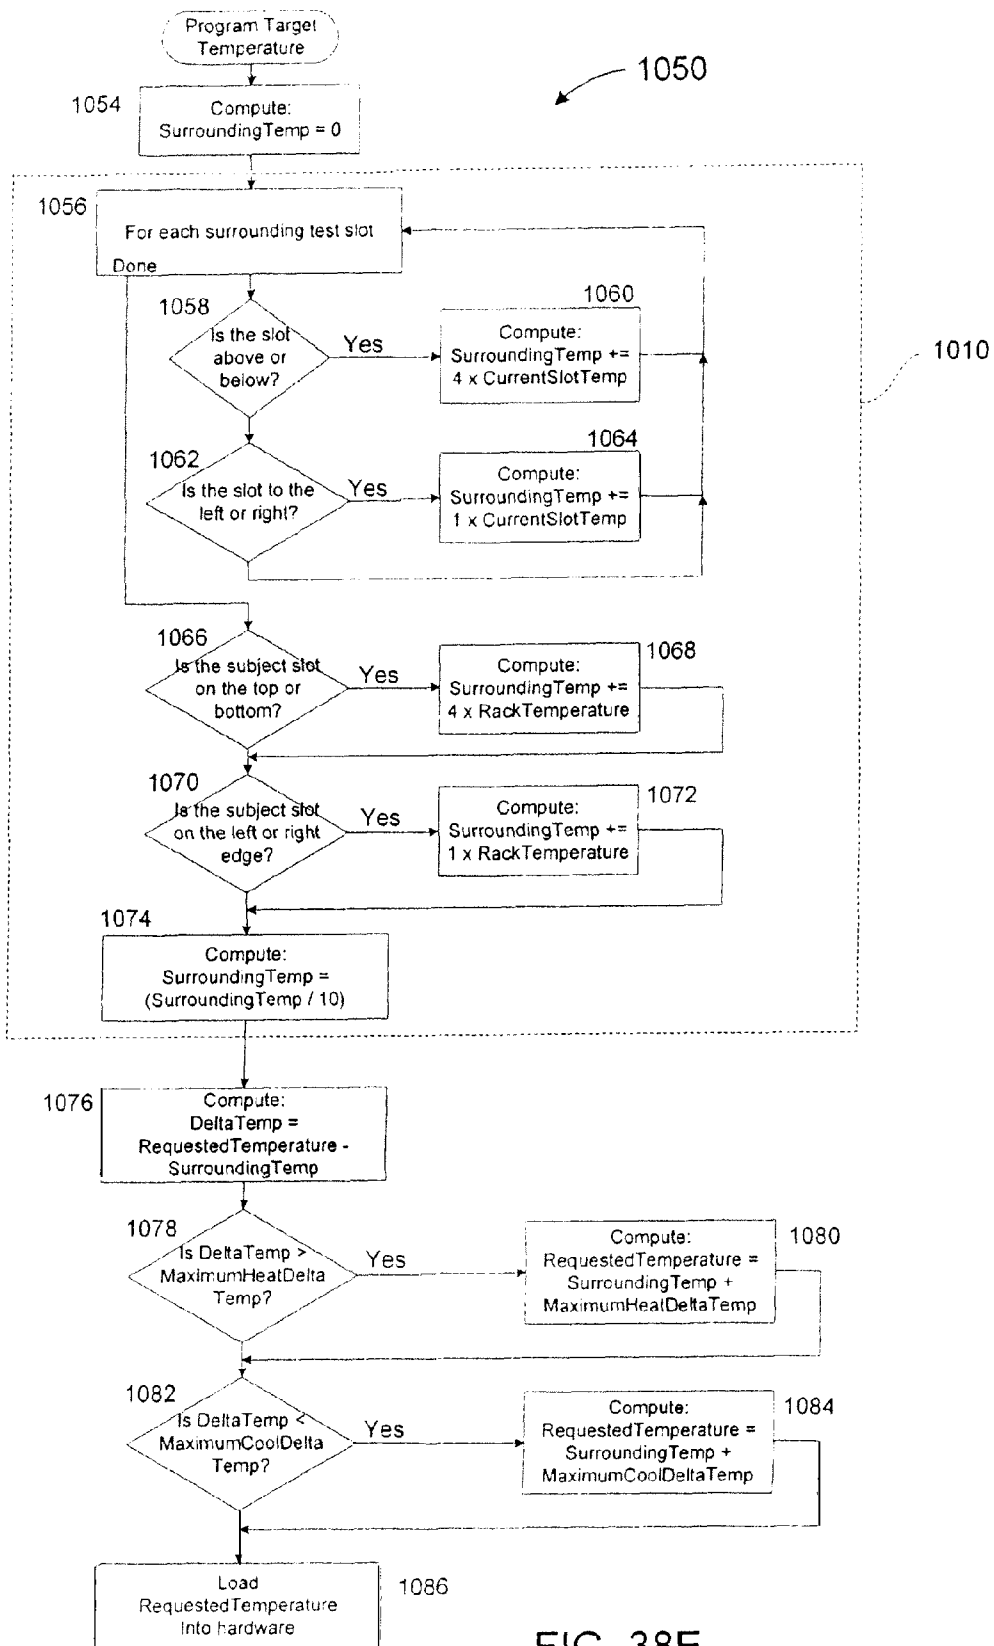 Program Target
Temperature
1050
1054
Compute:
SurroundingTemp = 0
1056
For each surrounding test slot
Done
1058
Is the slot
above or
below?
Yes
1060
Compute:
SurroundingTemp +=
4 x CurrentSlotTemp
1010
1062
Is the slot to the
left or right?
Yes
1064
Compute:
SurroundingTemp +=
1 x CurrentSlotTemp
1066
Is the subject slot
on the top or
bottom?
Yes
1068
Compute:
SurroundingTemp +=
4 x RackTemperature
1070
Is the subject slot
on the left or right
edge?
Yes
1072
Compute:
SurroundingTemp +=
1 x RackTemperature
1074
Compute:
SurroundingTemp =
(SurroundingTemp / 10)
1076
Compute:
DeltaTemp =
RequestedTemperature -
SurroundingTemp
1078
Is DeltaTemp >
MaximumHeatDelta
Temp?
Yes
1080
Compute:
RequestedTemperature =
SurroundingTemp +
MaximumHeatDeltaTemp
1082
Is DeltaTemp <
MaximumCoolDelta
Temp?
Yes
1084
Compute:
RequestedTemperature =
SurroundingTemp +
MaximumCoolDeltaTemp
1086
Load
RequestedTemperature
Into hardware
FIG. 38E